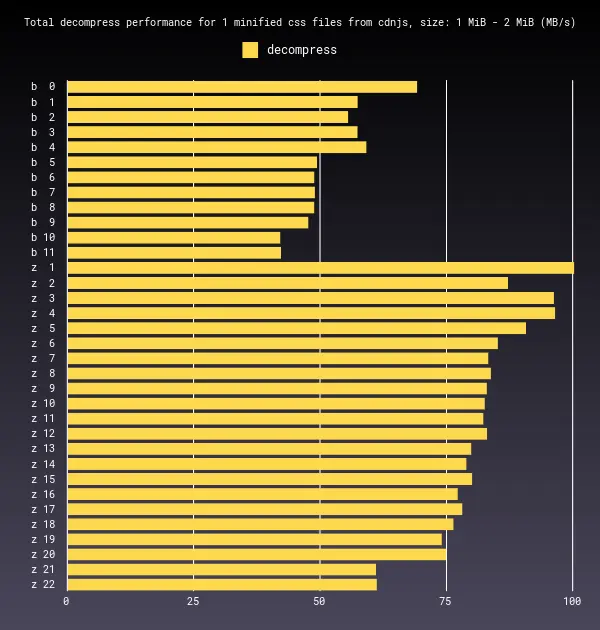 Total decompress performance for 1 minified css files from cdnjs, size: 1 MiB - 2 MiB (MB/s)
decompress
b 0
b 1
b 2
b 3
b 4
b 5
b 6
b 7
b 8
b 9
b 10
b 11
z 1
z 2
z 3
z 4
z 5
z 6
z 7
z 8
z 9
z 10
z 11
z 12
z 13
z 14
z 15
z 16
z 17
z 18
z 19
z 20
z 21
z 22
0 25 50 75 100